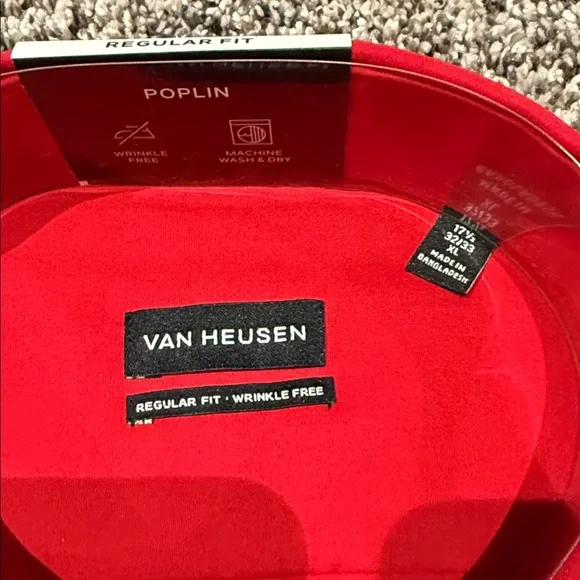 REGULAR FIT
POPLIN
WRINKLE
FREE
MACHINE
WASH & DRY
17½
32/33
XL
MADE IN
BANGLADESH
VAN HEUSEN
REGULAR FIT · WRINKLE FREE